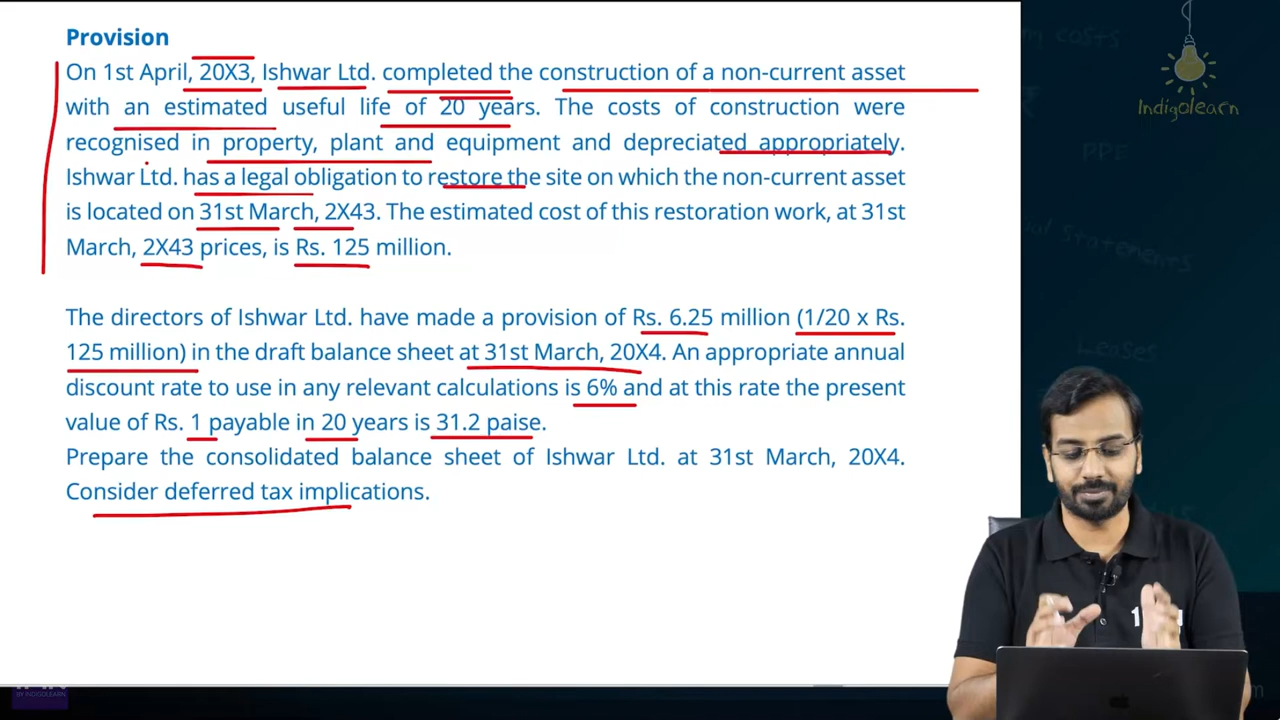 Provision
On 1st April, 20X3, Ishwar Ltd. completed the construction of a non-current asset
with an estimated useful life of 20 years. The costs of construction were
recognised in property, plant and equipment and depreciated appropriately.
Ishwar Ltd. has a legal obligation to restore the site on which the non-current asset
is located on 31st March, 2X43. The estimated cost of this restoration work, at 31st
March, 2X43 prices, is Rs. 125 million.
The directors of Ishwar Ltd. have made a provision of Rs. 6.25 million (1/20 x Rs.
125 million) in the draft balance sheet at 31st March, 20X4. An appropriate annual
discount rate to use in any relevant calculations is 6% and at this rate the present
value of Rs. 1 payable in 20 years is 31.2 paise.
Prepare the consolidated balance sheet of Ishwar Ltd. at 31st March, 20X4.
Consider deferred tax implications.
Indigolearn
costs
PPE
statements
Leases
BY INDIGOLEARN